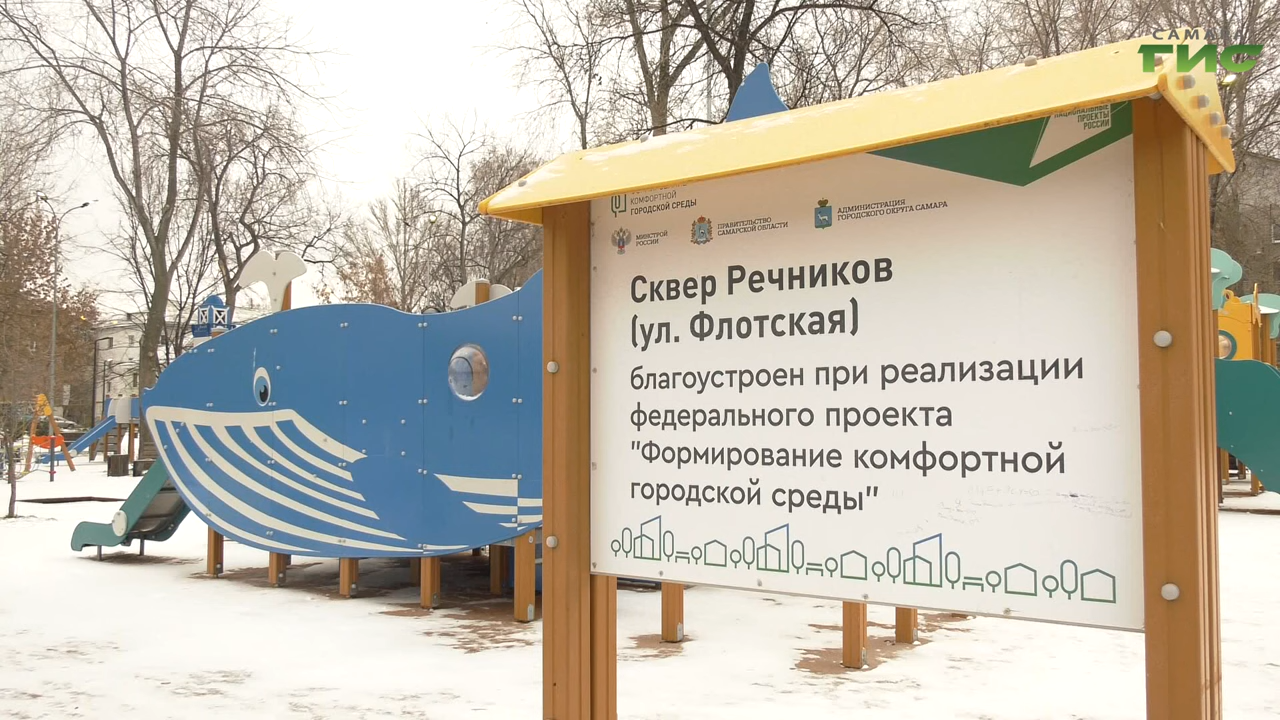 САМАРА
ГИС
НАЦИОНАЛЬНЫЕ
ПРОЕКТЫ
РОССИИ
КОМФОРТНОЙ
ГОРОДСКОЙ СРЕДЫ
МИНСТРОЙ
РОССИИ
ПРАВИТЕЛЬСТВО
САМАРСКОЙ ОБЛАСТИ
АДМИНИСТРАЦИЯ
ГОРОДСКОГО ОКРУГА САМАРА
Сквер Речников
(ул. Флотская)
благоустроен при реализации
федерального проекта
"Формирование комфортной
городской среды"